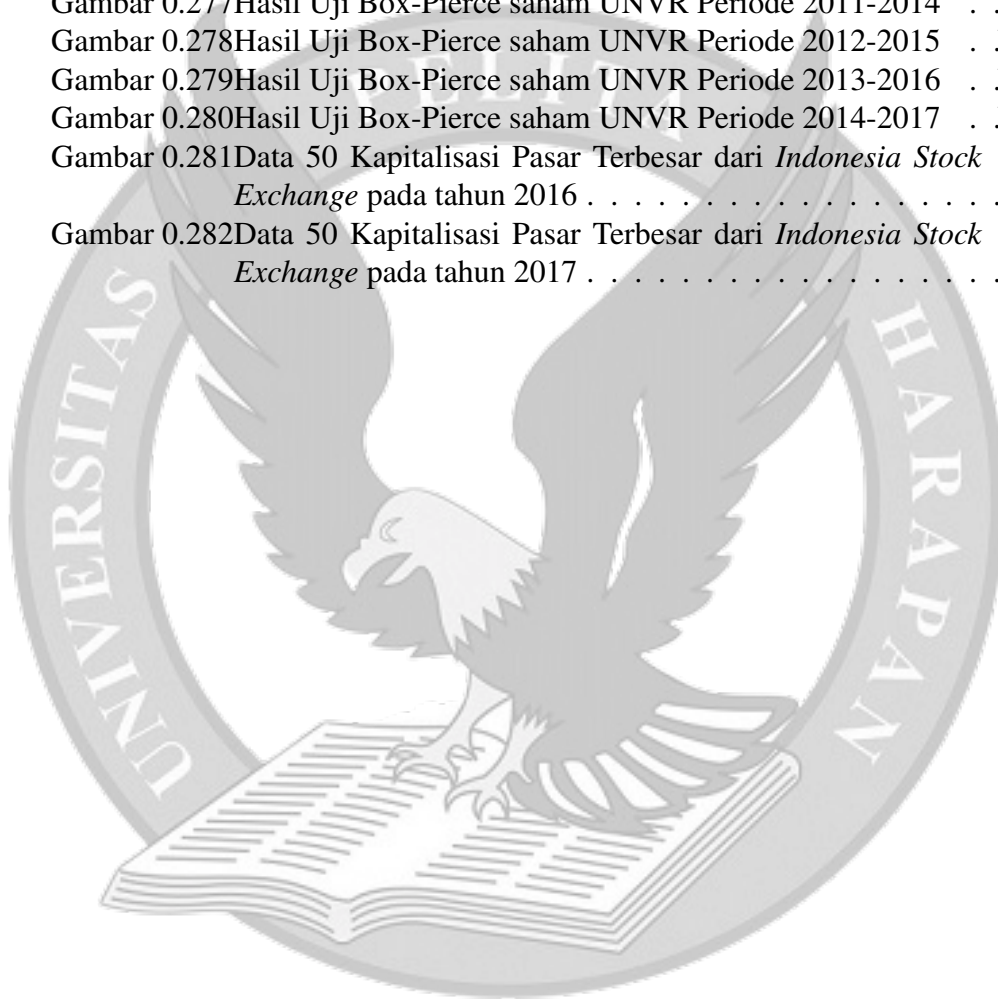 Gambar 0.277Hasil Uji Box-Pierce saham UNVR Periode 2011-2014 . .
Gambar 0.278Hasil Uji Box-Pierce saham UNVR Periode 2012-2015 . .
Gambar 0.279Hasil Uji Box-Pierce saham UNVR Periode 2013-2016 . .
Gambar 0.280Hasil Uji Box-Pierce saham UNVR Periode 2014-2017 . .
Gambar 0.281Data 50 Kapitalisasi Pasar Terbesar dari Indonesia Stock
Exchange pada tahun 2016 . . . . . . . . . . . . . . . . . .
Gambar 0.282Data 50 Kapitalisasi Pasar Terbesar dari Indonesia Stock
Exchange pada tahun 2017 . . . . . . . . . . . . . . . . . .
UNIVERSITAS PELITA HARAPAN